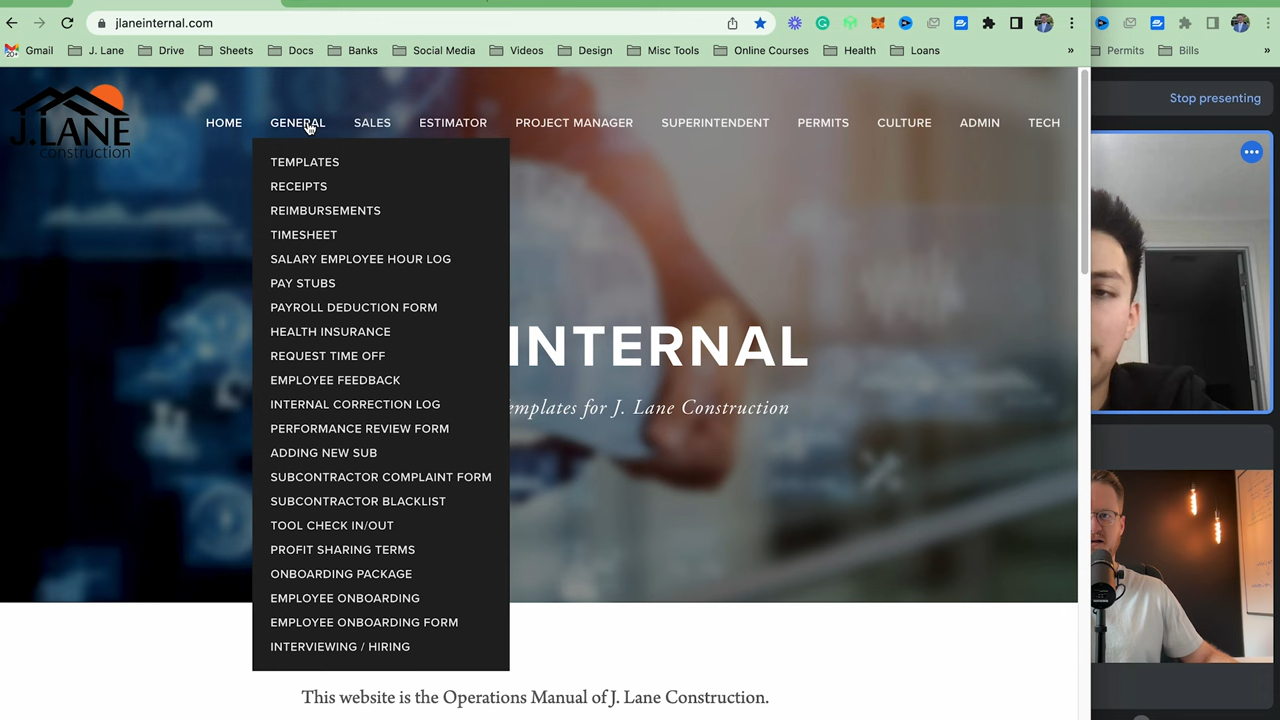 jlaneinternal.com
Gmail
J. Lane
Drive
Sheets
Docs
Banks
Social Media
Videos
Design
Misc Tools
Online Courses
Health
Loans
»
Permits
Bills
»
J.LANE
construction
HOME
GENERAL
SALES
ESTIMATOR
PROJECT MANAGER
SUPERINTENDENT
PERMITS
CULTURE
ADMIN
TECH
Stop presenting
TEMPLATES
RECEIPTS
REIMBURSEMENTS
TIMESHEET
SALARY EMPLOYEE HOUR LOG
PAY STUBS
PAYROLL DEDUCTION FORM
HEALTH INSURANCE
REQUEST TIME OFF
EMPLOYEE FEEDBACK
INTERNAL CORRECTION LOG
PERFORMANCE REVIEW FORM
ADDING NEW SUB
SUBCONTRACTOR COMPLAINT FORM
SUBCONTRACTOR BLACKLIST
TOOL CHECK IN/OUT
PROFIT SHARING TERMS
ONBOARDING PACKAGE
EMPLOYEE ONBOARDING
EMPLOYEE ONBOARDING FORM
INTERVIEWING / HIRING
INTERNAL
emplates for J. Lane Construction
This website is the Operations Manual of J. Lane Construction.